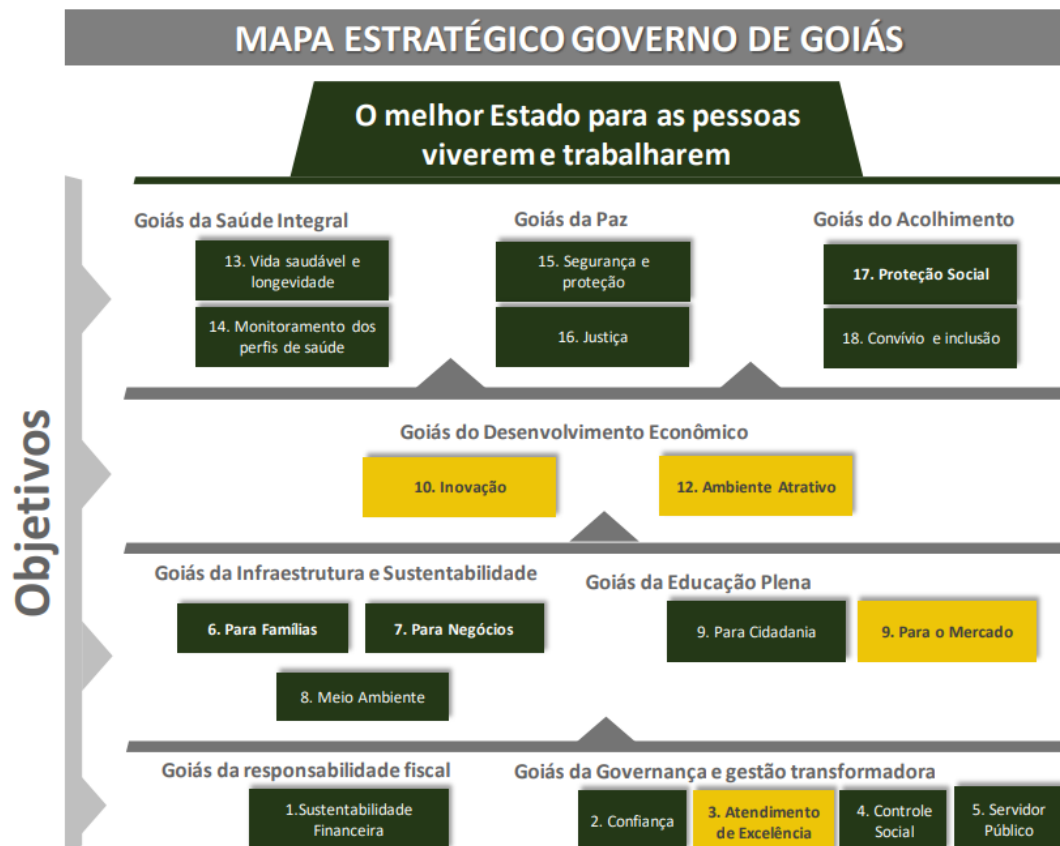 MAPA ESTRATÉGICO GOVERNO DE GOIÁS
O melhor Estado para as pessoas
viverem e trabalharem
Objetivos
Goiás da Saúde Integral
13. Vida saudável e
longevidade
14. Monitoramento dos
perfis de saúde
Goiás da Paz
15. Segurança e
proteção
16. Justiça
Goiás do Acolhimento
17. Proteção Social
18. Convívio e inclusão
Goiás do Desenvolvimento Econômico
10. Inovação
12. Ambiente Atrativo
Goiás da Infraestrutura e Sustentabilidade
6. Para Famílias
7. Para Negócios
8. Meio Ambiente
Goiás da Educação Plena
9. Para Cidadania
9. Para o Mercado
Goiás da responsabilidade fiscal
1.Sustentabilidade
Financeira
Goiás da Governança e gestão transformadora
2. Confiança
3. Atendimento
de Excelência
4. Controle
Social
5. Servidor
Público